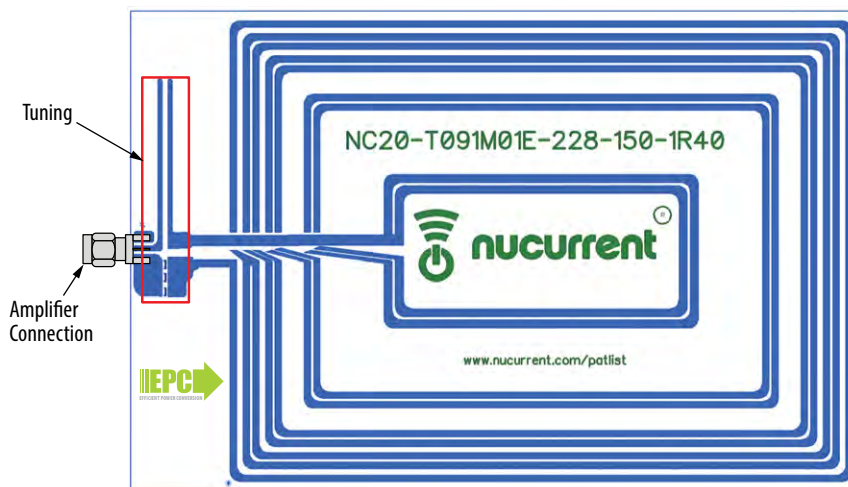 Tuning
NC20-T091M01E-228-150-1R40
nucurrent
Amplifier
Connection
www.nucurrent.com/patlist
EPC
EFFICIENT POWER CONVERSION